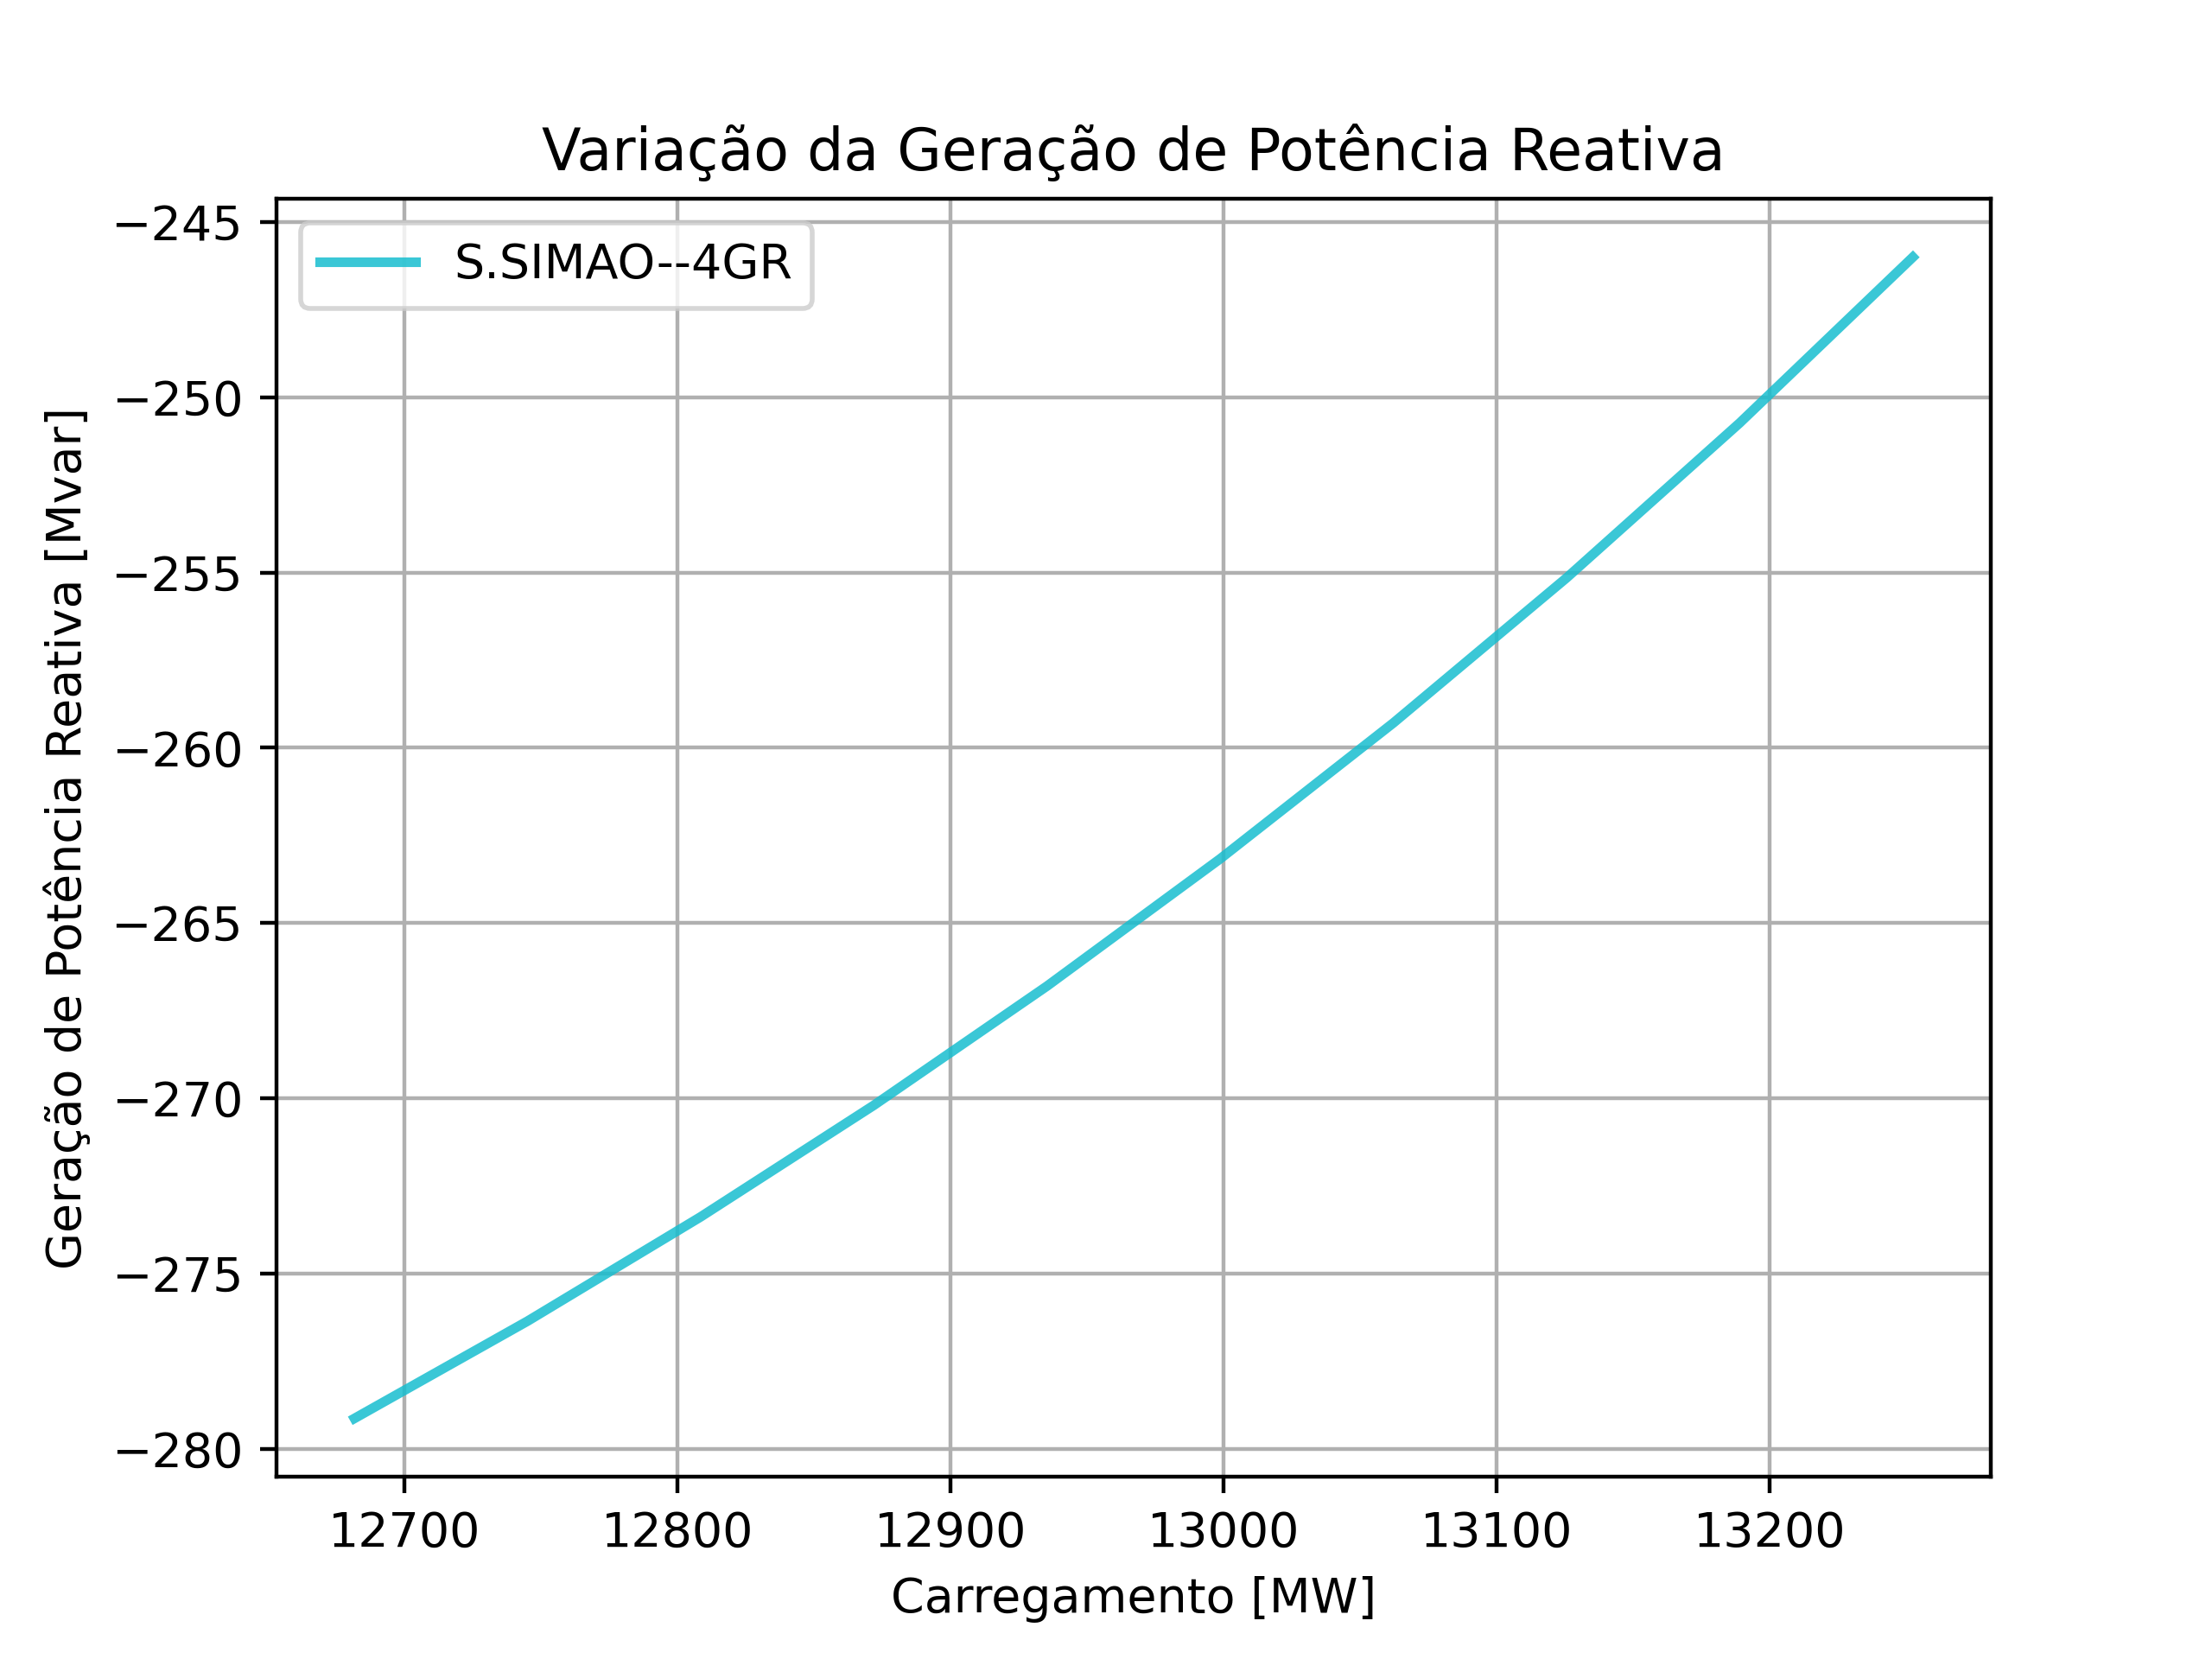 Variação da Geração de Potência Reativa
S.SIMAO--4GR
Geração de Potência Reativa [Mvar]
−245
−250
−255
−260
−265
−270
−275
−280
12700 12800 12900 13000 13100 13200
Carregamento [MW]